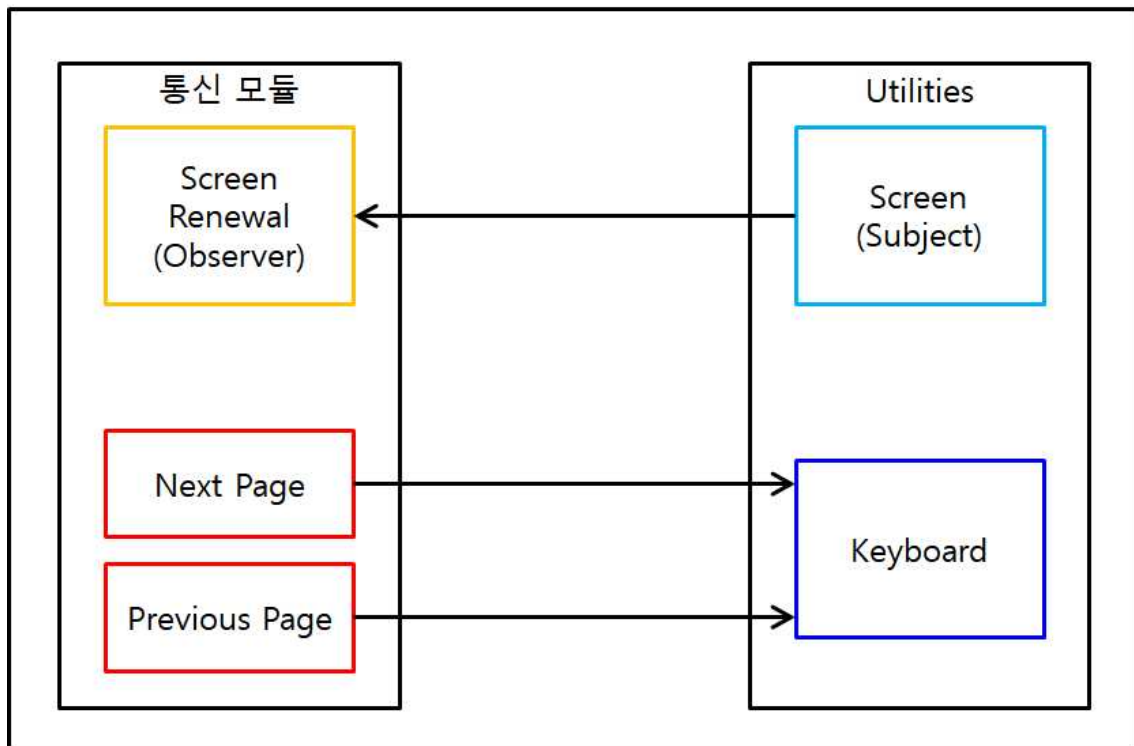 통신 모듈
Screen
Renewal
(Observer)
Next Page
Previous Page
Utilities
Screen
(Subject)
Keyboard